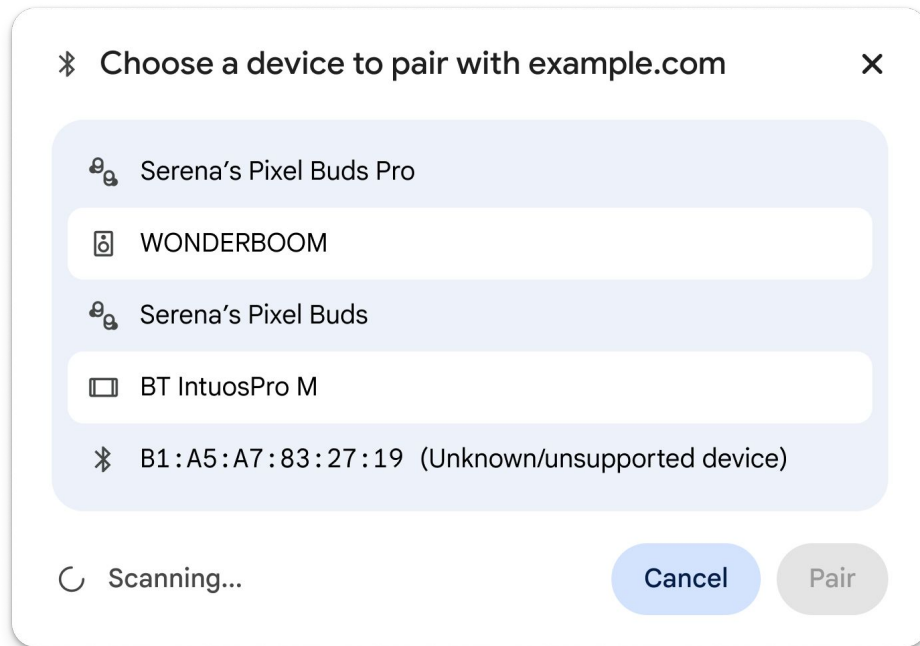 Choose a device to pair with example.com
Serena’s Pixel Buds Pro
WONDERBOOM
Serena’s Pixel Buds
BT IntuosPro M
B1:A5:A7:83:27:19 (Unknown/unsupported device)
Scanning... Cancel Pair